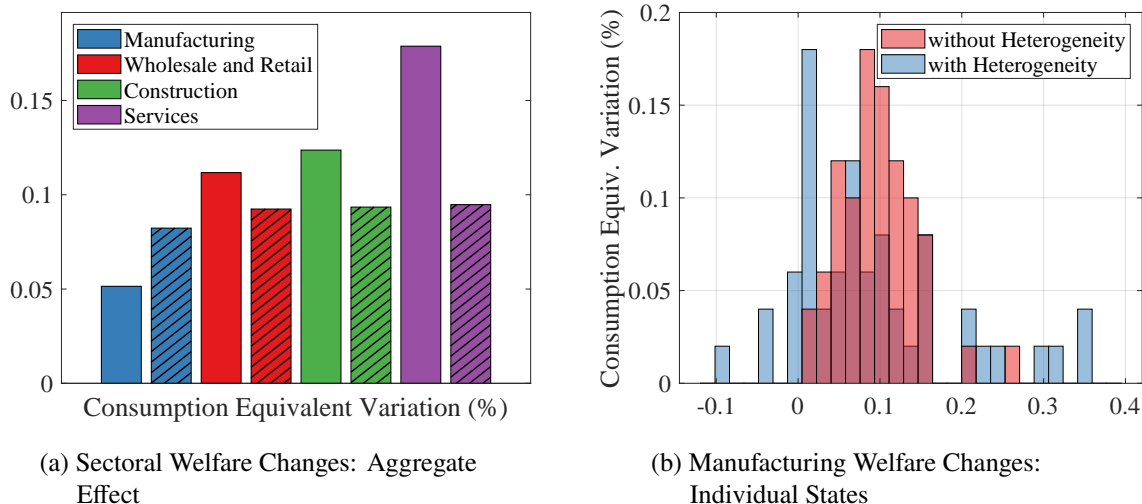 0.15
0.1
0.05
0
Manufacturing
Wholesale and Retail
Construction
Services
Consumption Equivalent Variation (%)
(a) Sectoral Welfare Changes: Aggregate
Effect
Consumption Equiv. Variation (%)
0.2
0.15
0.1
0.05
0
without Heterogeneity
with Heterogeneity
-0.1 0 0.1 0.2 0.3 0.4
(b) Manufacturing Welfare Changes:
Individual States